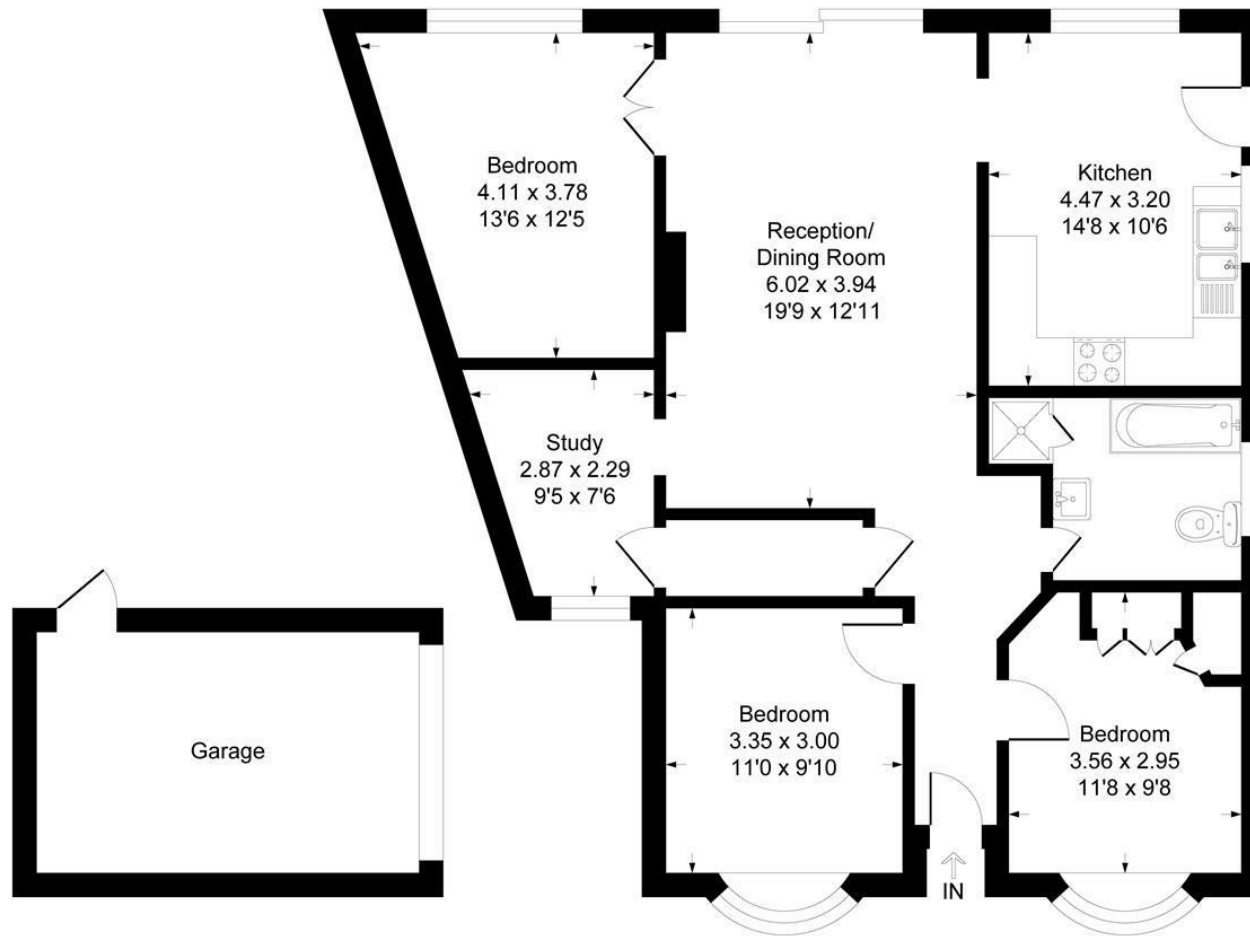 Bedroom
4.11 x 3.78
13'6 x 12'5
Reception/
Dining Room
6.02 x 3.94
19'9 x 12'11
Kitchen
4.47 x 3.20
14'8 x 10'6
Study
2.87 x 2.29
9'5 x 7'6
Garage
Bedroom
3.35 x 3.00
11'0 x 9'10
Bedroom
3.56 x 2.95
11'8 x 9'8
IN